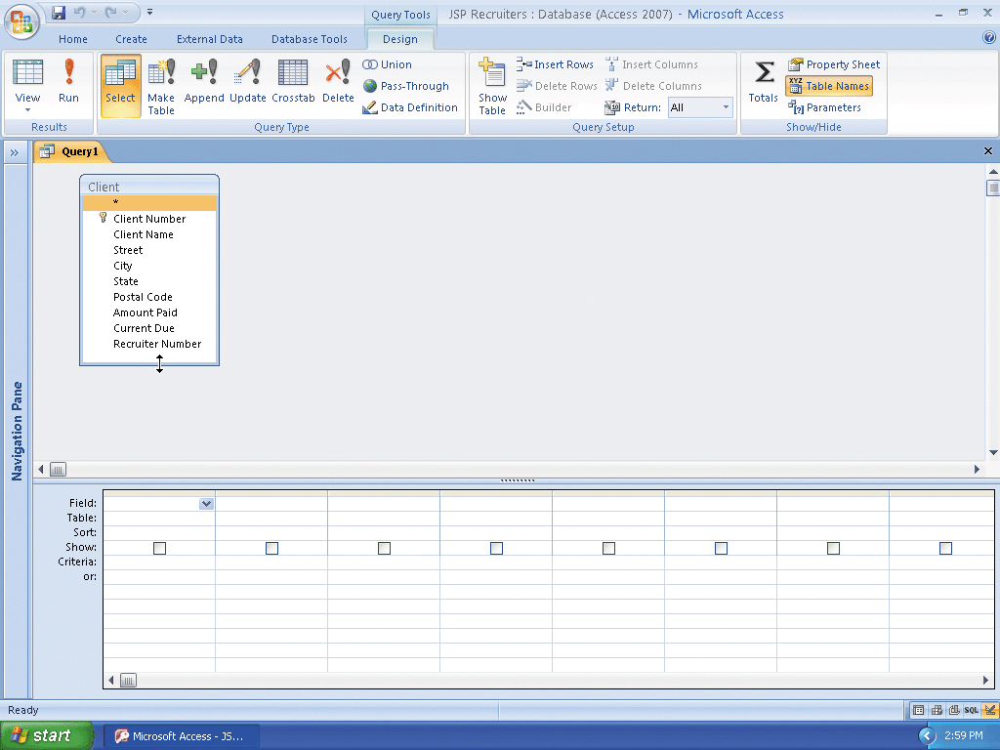 Query Tools
JSP Recruiters : Database (Access 2007) - Microsoft Access
Home Create External Data Database Tools Design
View
Run
Results
Select
Make Table
Append
Update
Crosstab
Delete
Union
Pass-Through
Data Definition
Query Type
Show Table
Insert Rows
Delete Rows
Builder
Insert Columns
Delete Columns
Return: All
Query Setup
Σ
Totals
Property Sheet
XYZ
Table Names
Parameters
Show/Hide
»
Query1
Navigation Pane
Client
*
Client Number
Client Name
Street
City
State
Postal Code
Amount Paid
Current Due
Recruiter Number
Field:
Table:
Sort:
Show:
Criteria:
or:
Ready
SQL
start
Microsoft Access - JS...
2:59 PM